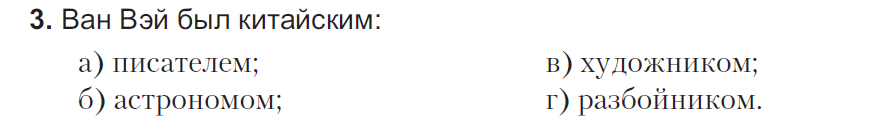 3. Ван Вэй был китайским:
а) писателем; в) художником;
б) астрономом; г) разбойником.